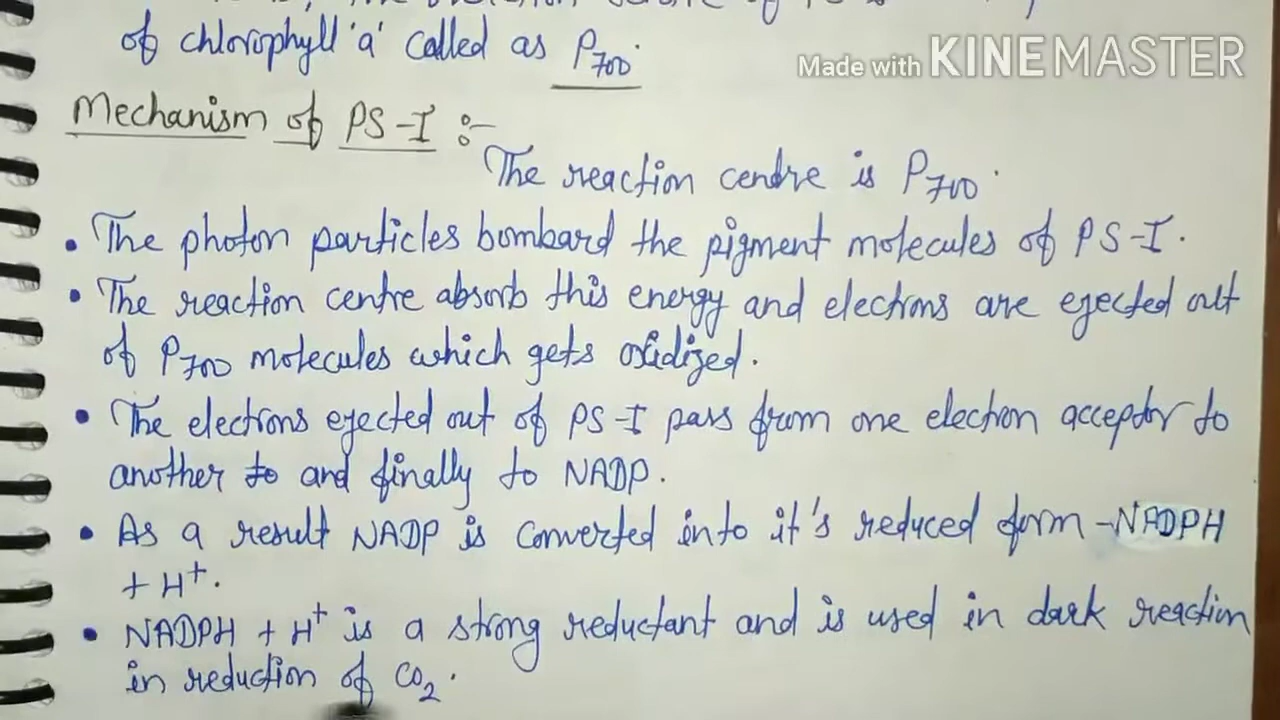 of chlorophyll 'a' called as P700.
Made with KINEMASTER
Mechanism of PS-I :-
The reaction centre is P700.
• The photon particles bombard the pigment molecules of PS-I.
• The reaction centre absorb this energy and electrons are ejected out
of P700 molecules which gets oxidized.
• The electrons ejected out of PS-I pass from one electron acceptor to
another to and finally to NADP.
• As a result NADP is converted into it's reduced form - NADPH
+ H+.
• NADPH + H+ is a strong reductant and is used in dark reaction
in reduction of CO2.